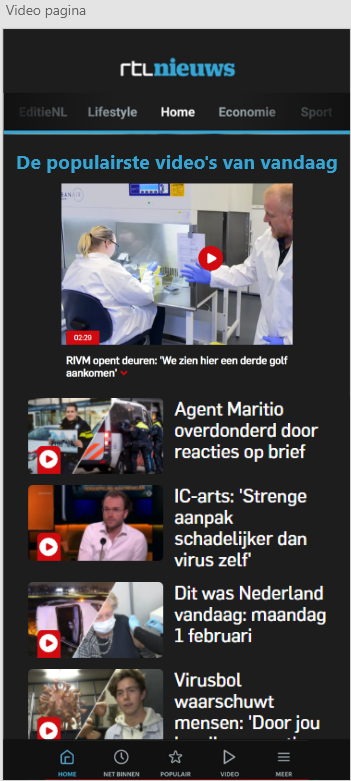 Video pagina
rtlnieuws
EditieNL Lifestyle Home Economie Sport
De populairste video's van vandaag
02:29
RIVM opent deuren: 'We zien hier een derde golf
aankomen'
Agent Maritio
overdonderd door
reacties op brief
IC-arts: 'Strenge
aanpak
schadelijker dan
virus zelf'
Dit was Nederland
vandaag: maandag
1 februari
Virusbol
waarschuwt
mensen: 'Door jou
HOME NET BINNEN POPULAIR VIDEO MEER